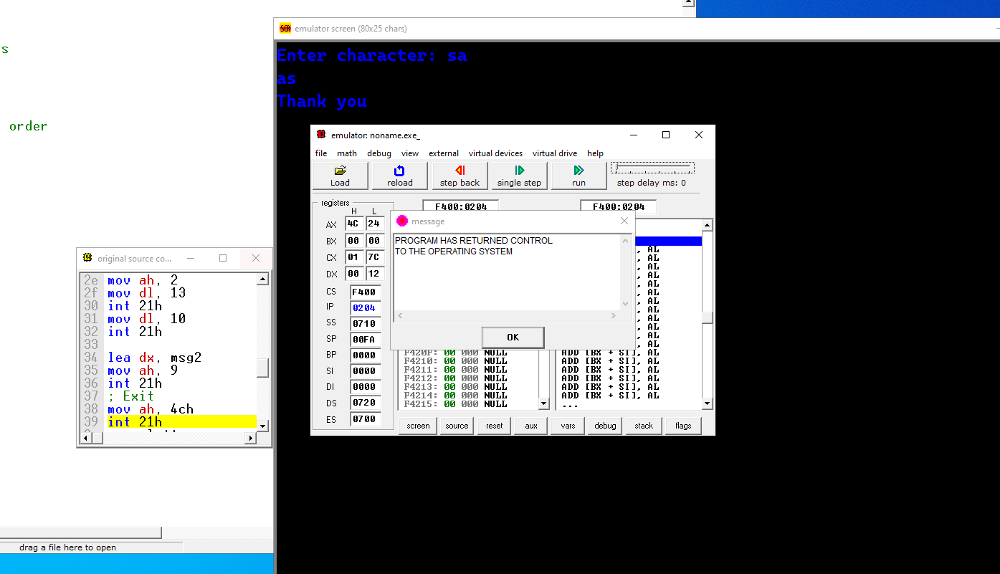 s
order
drag a file here to open
emulator screen (80x25 chars)
Enter character: sa
as
Thank you
original source co...
2e mov ah, 2
2f mov dl, 13
30 int 21h
31 mov dl, 10
32 int 21h
33
34 lea dx, msg2
35 mov ah, 9
36 int 21h
37 ; Exit
38 mov ah, 4ch
39 int 21h
emulator: noname.exe_
file math debug view external virtual devices virtual drive help
Load reload step back single step run step delay ms: 0
registers
H L
F400:0204 F400:0204
AX 4C 24
BX 00 00
CX 01 7C
DX 00 12
CS F400
IP 0204
SS 0710
SP 00FA
BP 0000
SI 0000
DI 0000
DS 0720
ES 0700
message
PROGRAM HAS RETURNED CONTROL
TO THE OPERATING SYSTEM
OK
, AL
, AL
, AL
, AL
, AL
, AL
, AL
, AL
, AL
, AL
, AL
, AL
F420F: 00 000 NULL ADD [BX + SI], AL
F4210: 00 000 NULL ADD [BX + SI], AL
F4211: 00 000 NULL ADD [BX + SI], AL
F4212: 00 000 NULL ADD [BX + SI], AL
F4213: 00 000 NULL ADD [BX + SI], AL
F4214: 00 000 NULL ADD [BX + SI], AL
F4215: 00 000 NULL ...
screen source reset aux vars debug stack flags